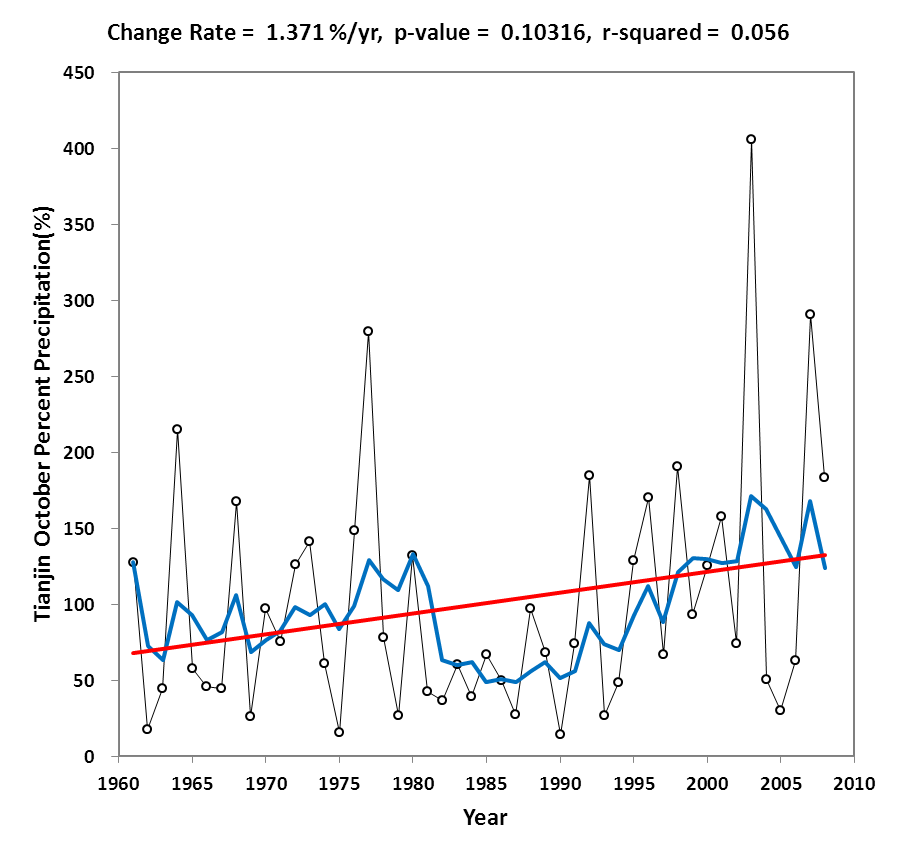 Change Rate = 1.371 %/yr, p-value = 0.10316, r-squared = 0.056
450
400
350
300
250
200
150
100
50
0
Tianjin October Percent Precipitation(%)
1960 1965 1970 1975 1980 1985 1990 1995 2000 2005 2010
Year